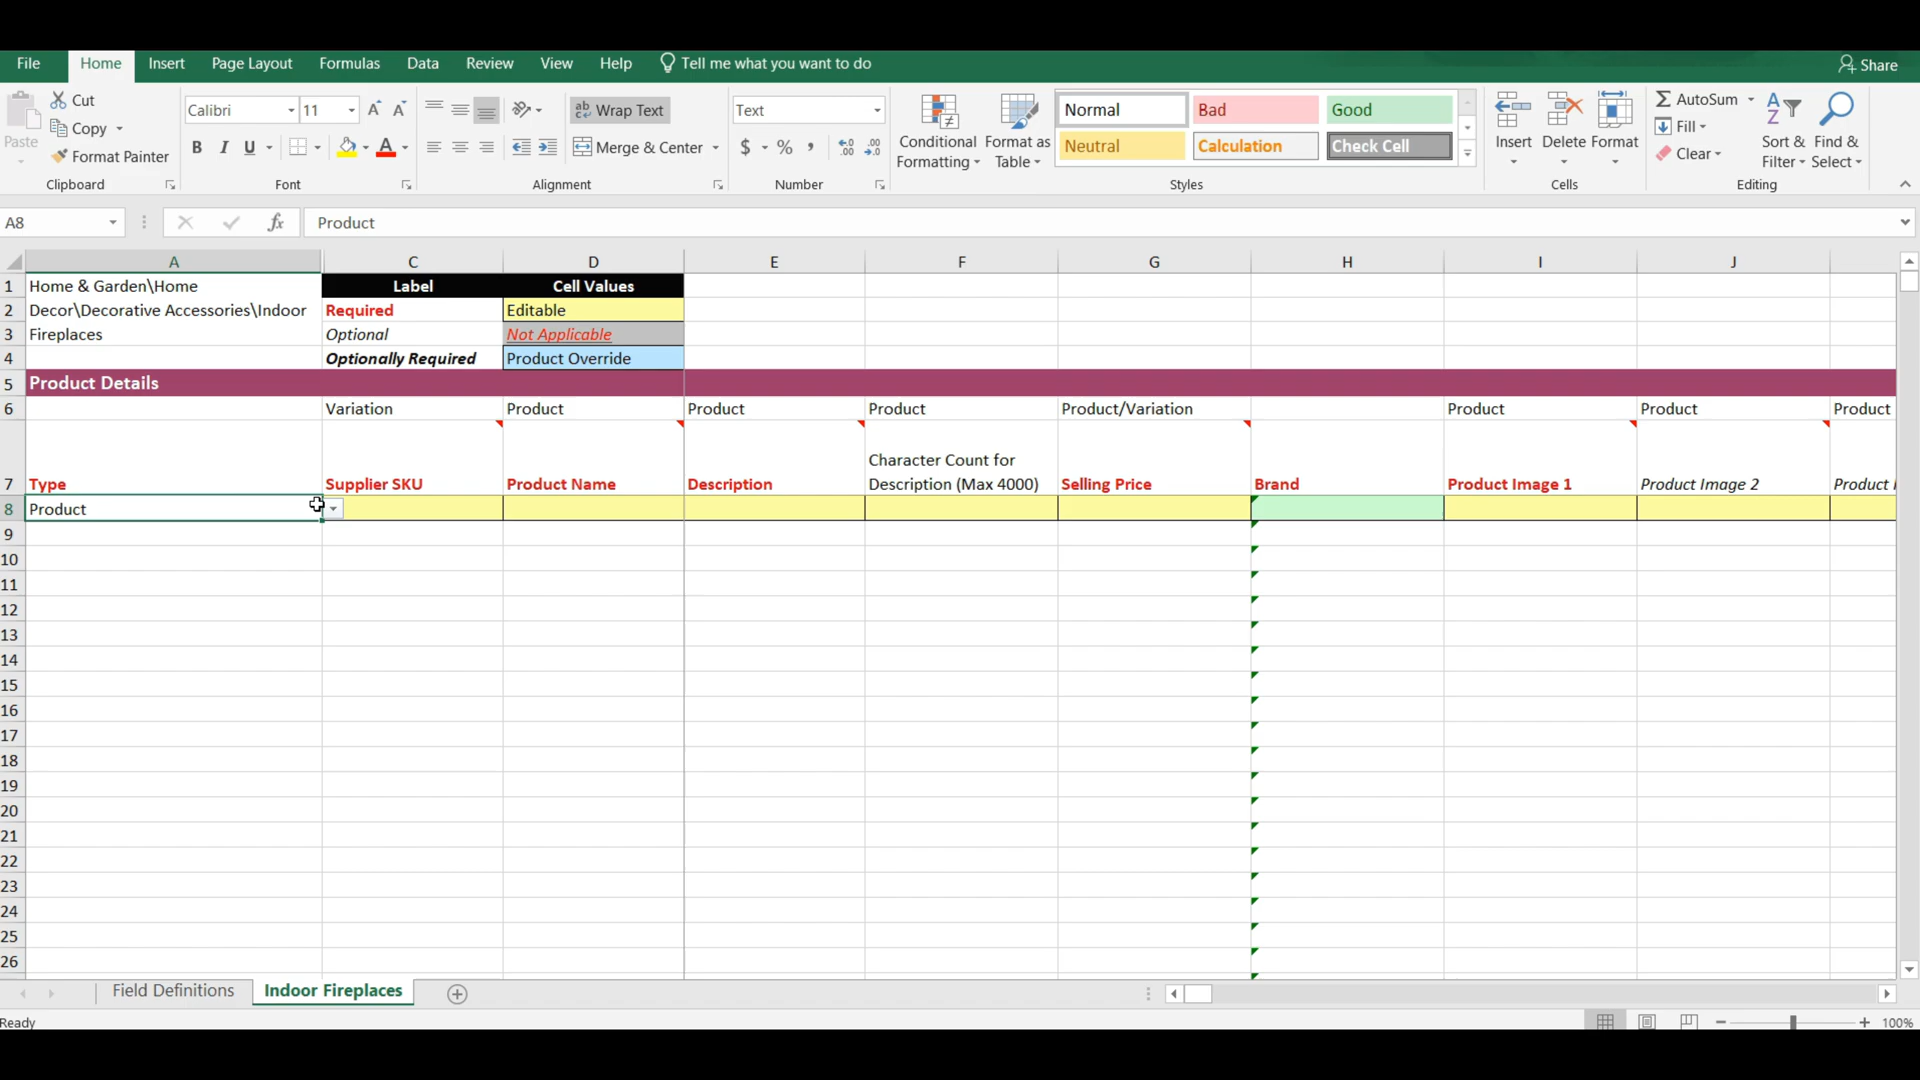 File Home Insert Page Layout Formulas Data Review View Help Tell me what you want to do Share
Paste Cut Copy Format Painter Clipboard
Calibri 11 B I U A Font
Wrap Text Merge & Center Alignment
Text $ % , Number
Conditional Formatting Format as Table
Normal Bad Good
Neutral Calculation Check Cell
Styles
Insert Delete Format Cells
AutoSum Fill Clear Sort & Filter Find & Select Editing
A8 fx Product
A C D E F G H I J
1 Home & Garden\Home Label Cell Values
2 Decor\Decorative Accessories\Indoor Required Editable
3 Fireplaces Optional Not Applicable
4 Optionally Required Product Override
5 Product Details
6 Variation Product Product Product Product/Variation Product Product Product
Character Count for
7 Type Supplier SKU Product Name Description Description (Max 4000) Selling Price Brand Product Image 1 Product Image 2 Product I
8 Product
9
10
11
12
13
14
15
16
17
18
19
20
21
22
23
24
25
26
Field Definitions Indoor Fireplaces
Ready 100%